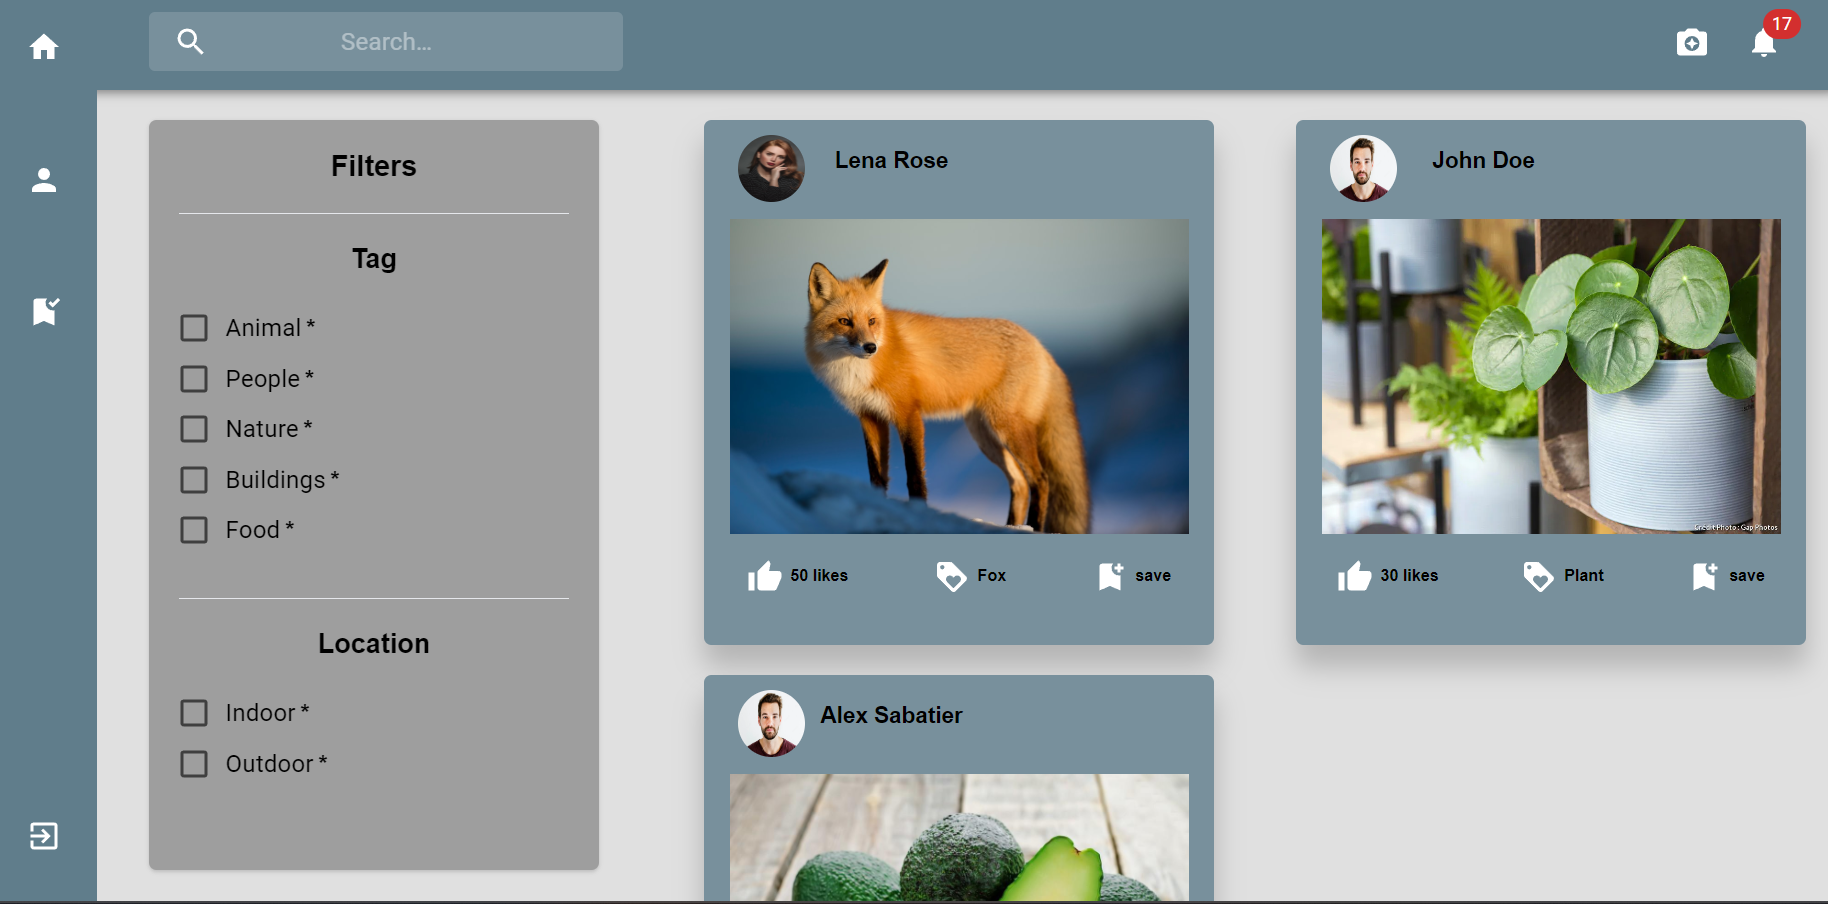 Search...
17
Filters
Tag
Animal *
People *
Nature *
Buildings *
Food *
Location
Indoor *
Outdoor *
Lena Rose
50 likes
Fox
save
John Doe
Credit Photo : Gap Photos
30 likes
Plant
save
Alex Sabatier